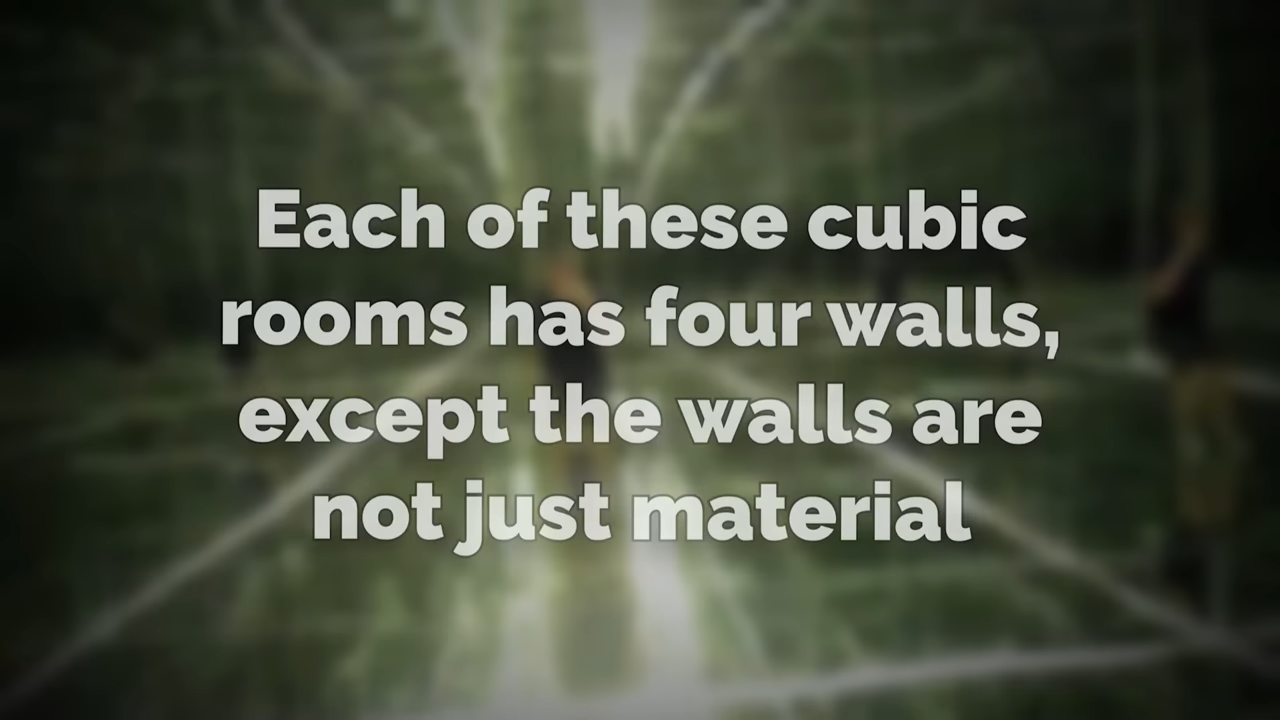 Each of these cubic
rooms has four walls,
except the walls are
not just material